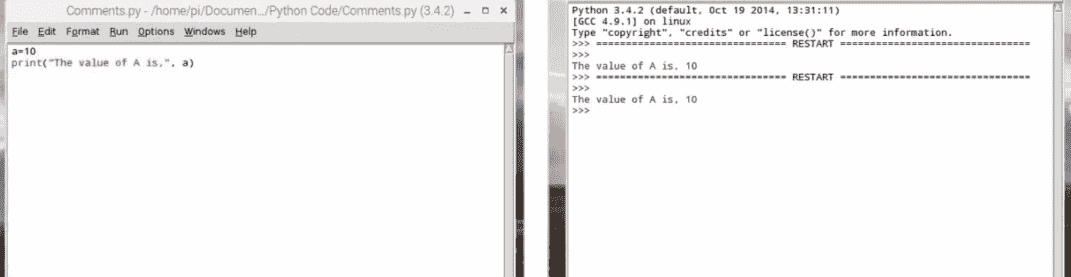 Comments.py - /home/pi/Documen.../Python Code/Comments.py (3.4.2)
File Edit Format Run Options Windows Help
a=10
print("The value of A is,", a)
Python 3.4.2 (default, Oct 19 2014, 13:31:11)
[GCC 4.9.1] on linux
Type "copyright", "credits" or "license()" for more information.
>>> ================================ RESTART ================================
>>>
The value of A is, 10
>>> ================================ RESTART ================================
>>>
The value of A is, 10
>>>